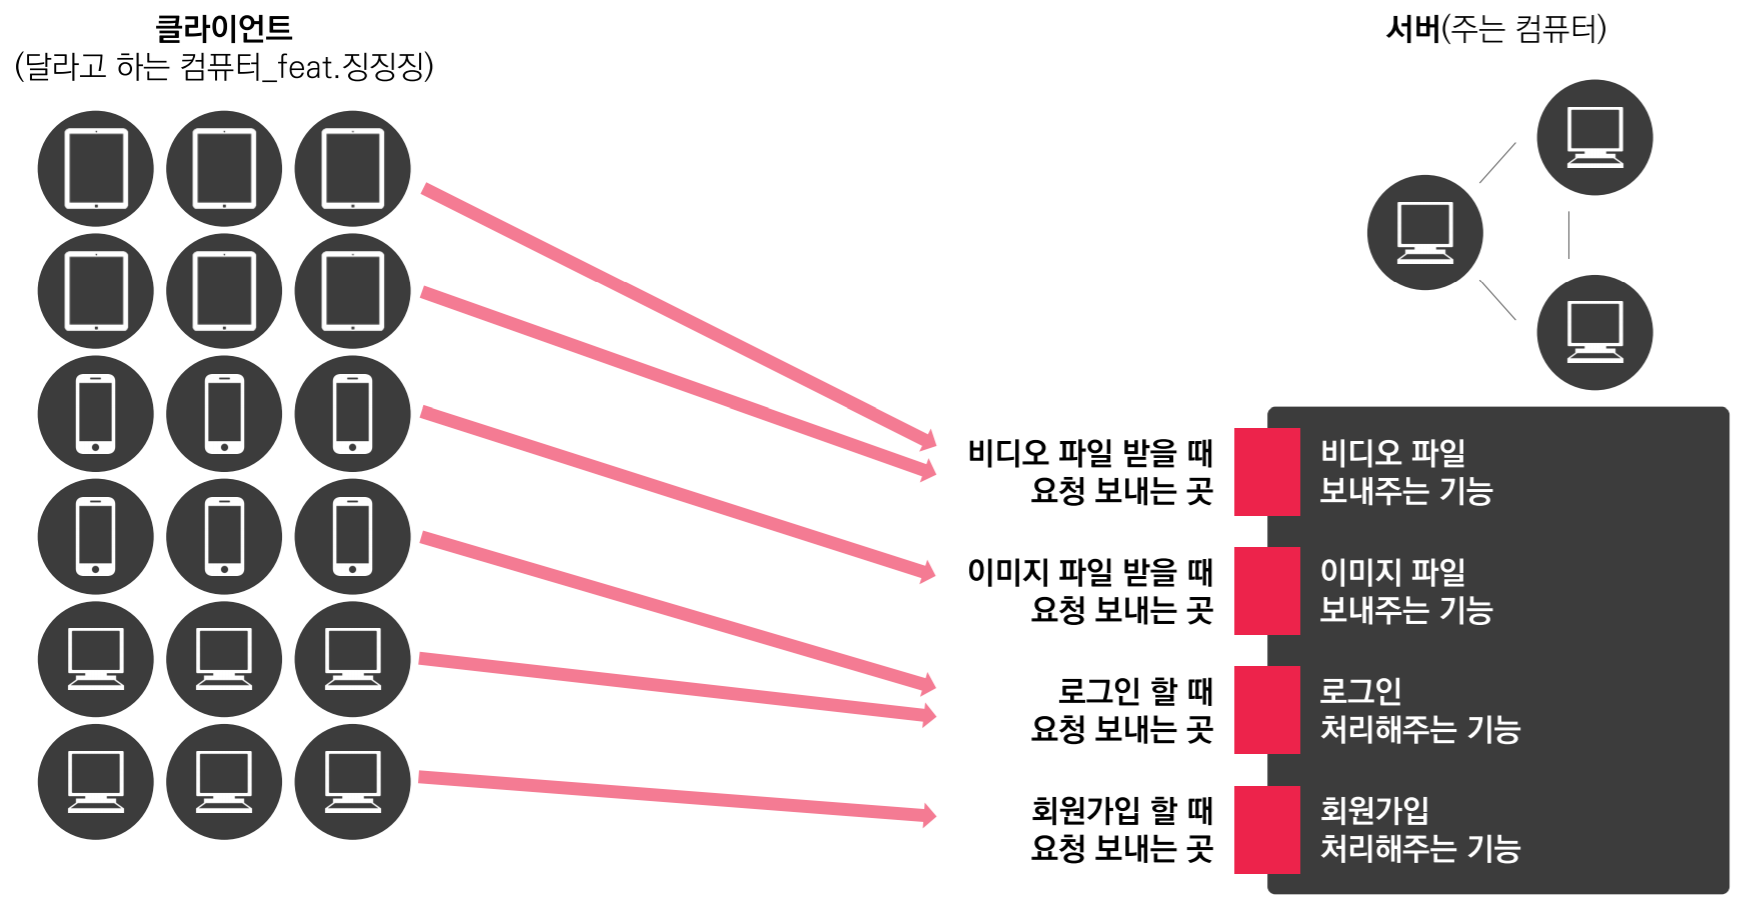 클라이언트
(달라고 하는 컴퓨터_feat.징징징)
서버(주는 컴퓨터)
비디오 파일 받을 때
요청 보내는 곳
비디오 파일
보내주는 기능
이미지 파일 받을 때
요청 보내는 곳
이미지 파일
보내주는 기능
로그인 할 때
요청 보내는 곳
로그인
처리해주는 기능
회원가입 할 때
요청 보내는 곳
회원가입
처리해주는 기능